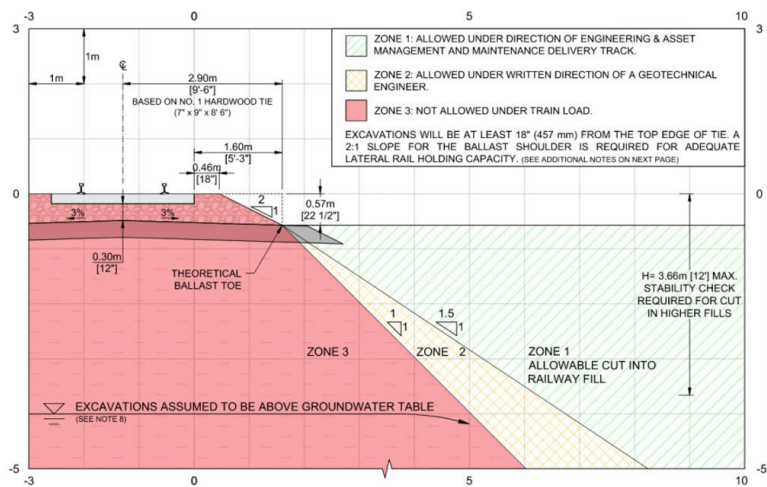 -3
0
5
10
3
3
1m
1m
℄
2.90m
[9'-6"]
BASED ON NO. 1 HARDWOOD TIE
(7" x 9" x 8' 6")
1.60m
[5'-3"]
0.46m
[18"]
ZONE 1: ALLOWED UNDER DIRECTION OF ENGINEERING & ASSET
MANAGEMENT AND MAINTENANCE DELIVERY TRACK.
ZONE 2: ALLOWED UNDER WRITTEN DIRECTION OF A GEOTECHNICAL
ENGINEER.
ZONE 3: NOT ALLOWED UNDER TRAIN LOAD.
EXCAVATIONS WILL BE AT LEAST 18" (457 mm) FROM THE TOP EDGE OF TIE. A
2:1 SLOPE FOR THE BALLAST SHOULDER IS REQUIRED FOR ADEQUATE
LATERAL RAIL HOLDING CAPACITY. (SEE ADDITIONAL NOTES ON NEXT PAGE)
0
0
2
1
0.57m
[22 1/2"]
3%
3%
0.30m
[12"]
THEORETICAL
BALLAST TOE
H= 3.66m [12'] MAX.
STABILITY CHECK
REQUIRED FOR CUT
IN HIGHER FILLS
1
1
1.5
1
ZONE 3
ZONE 2
ZONE 1
ALLOWABLE CUT INTO
RAILWAY FILL
EXCAVATIONS ASSUMED TO BE ABOVE GROUNDWATER TABLE
(SEE NOTE 8)
-5
-5
-3
0
5
10